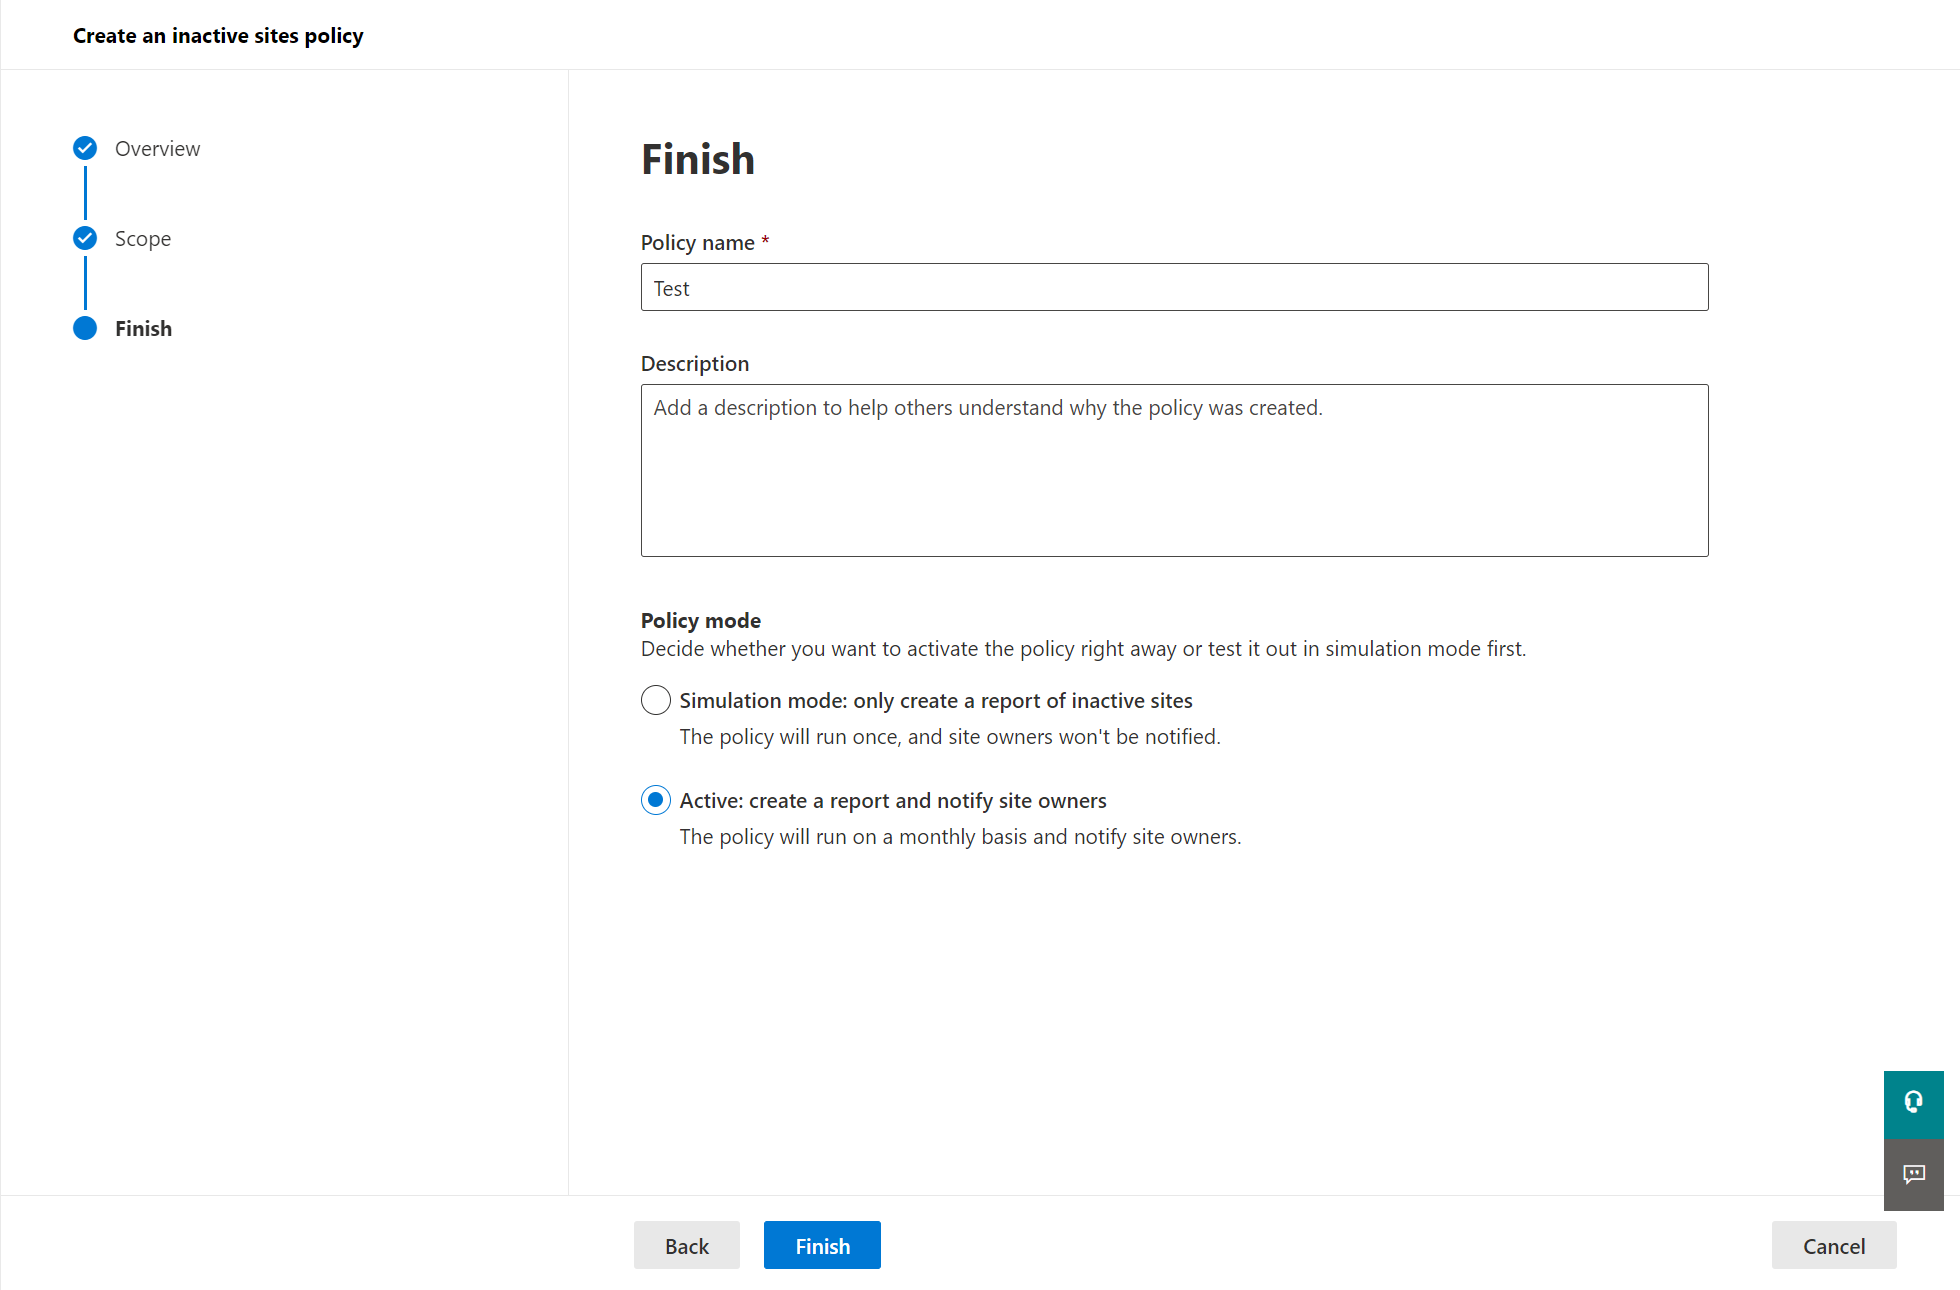 Create an inactive sites policy
Overview
Scope
Finish
Finish
Policy name *
Test
Description
Add a description to help others understand why the policy was created.
Policy mode
Decide whether you want to activate the policy right away or test it out in simulation mode first.
Simulation mode: only create a report of inactive sites
The policy will run once, and site owners won't be notified.
Active: create a report and notify site owners
The policy will run on a monthly basis and notify site owners.
Back
Finish
Cancel